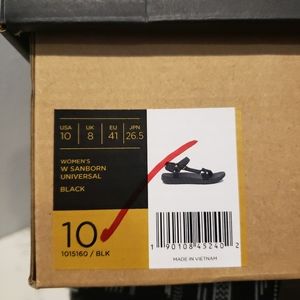 USA UK EU JPN
10 8 41 26.5
WOMEN'S
W SANBORN
UNIVERSAL
BLACK
10
1015160 / BLK
1 90108 45240 2
MADE IN VIETNAM